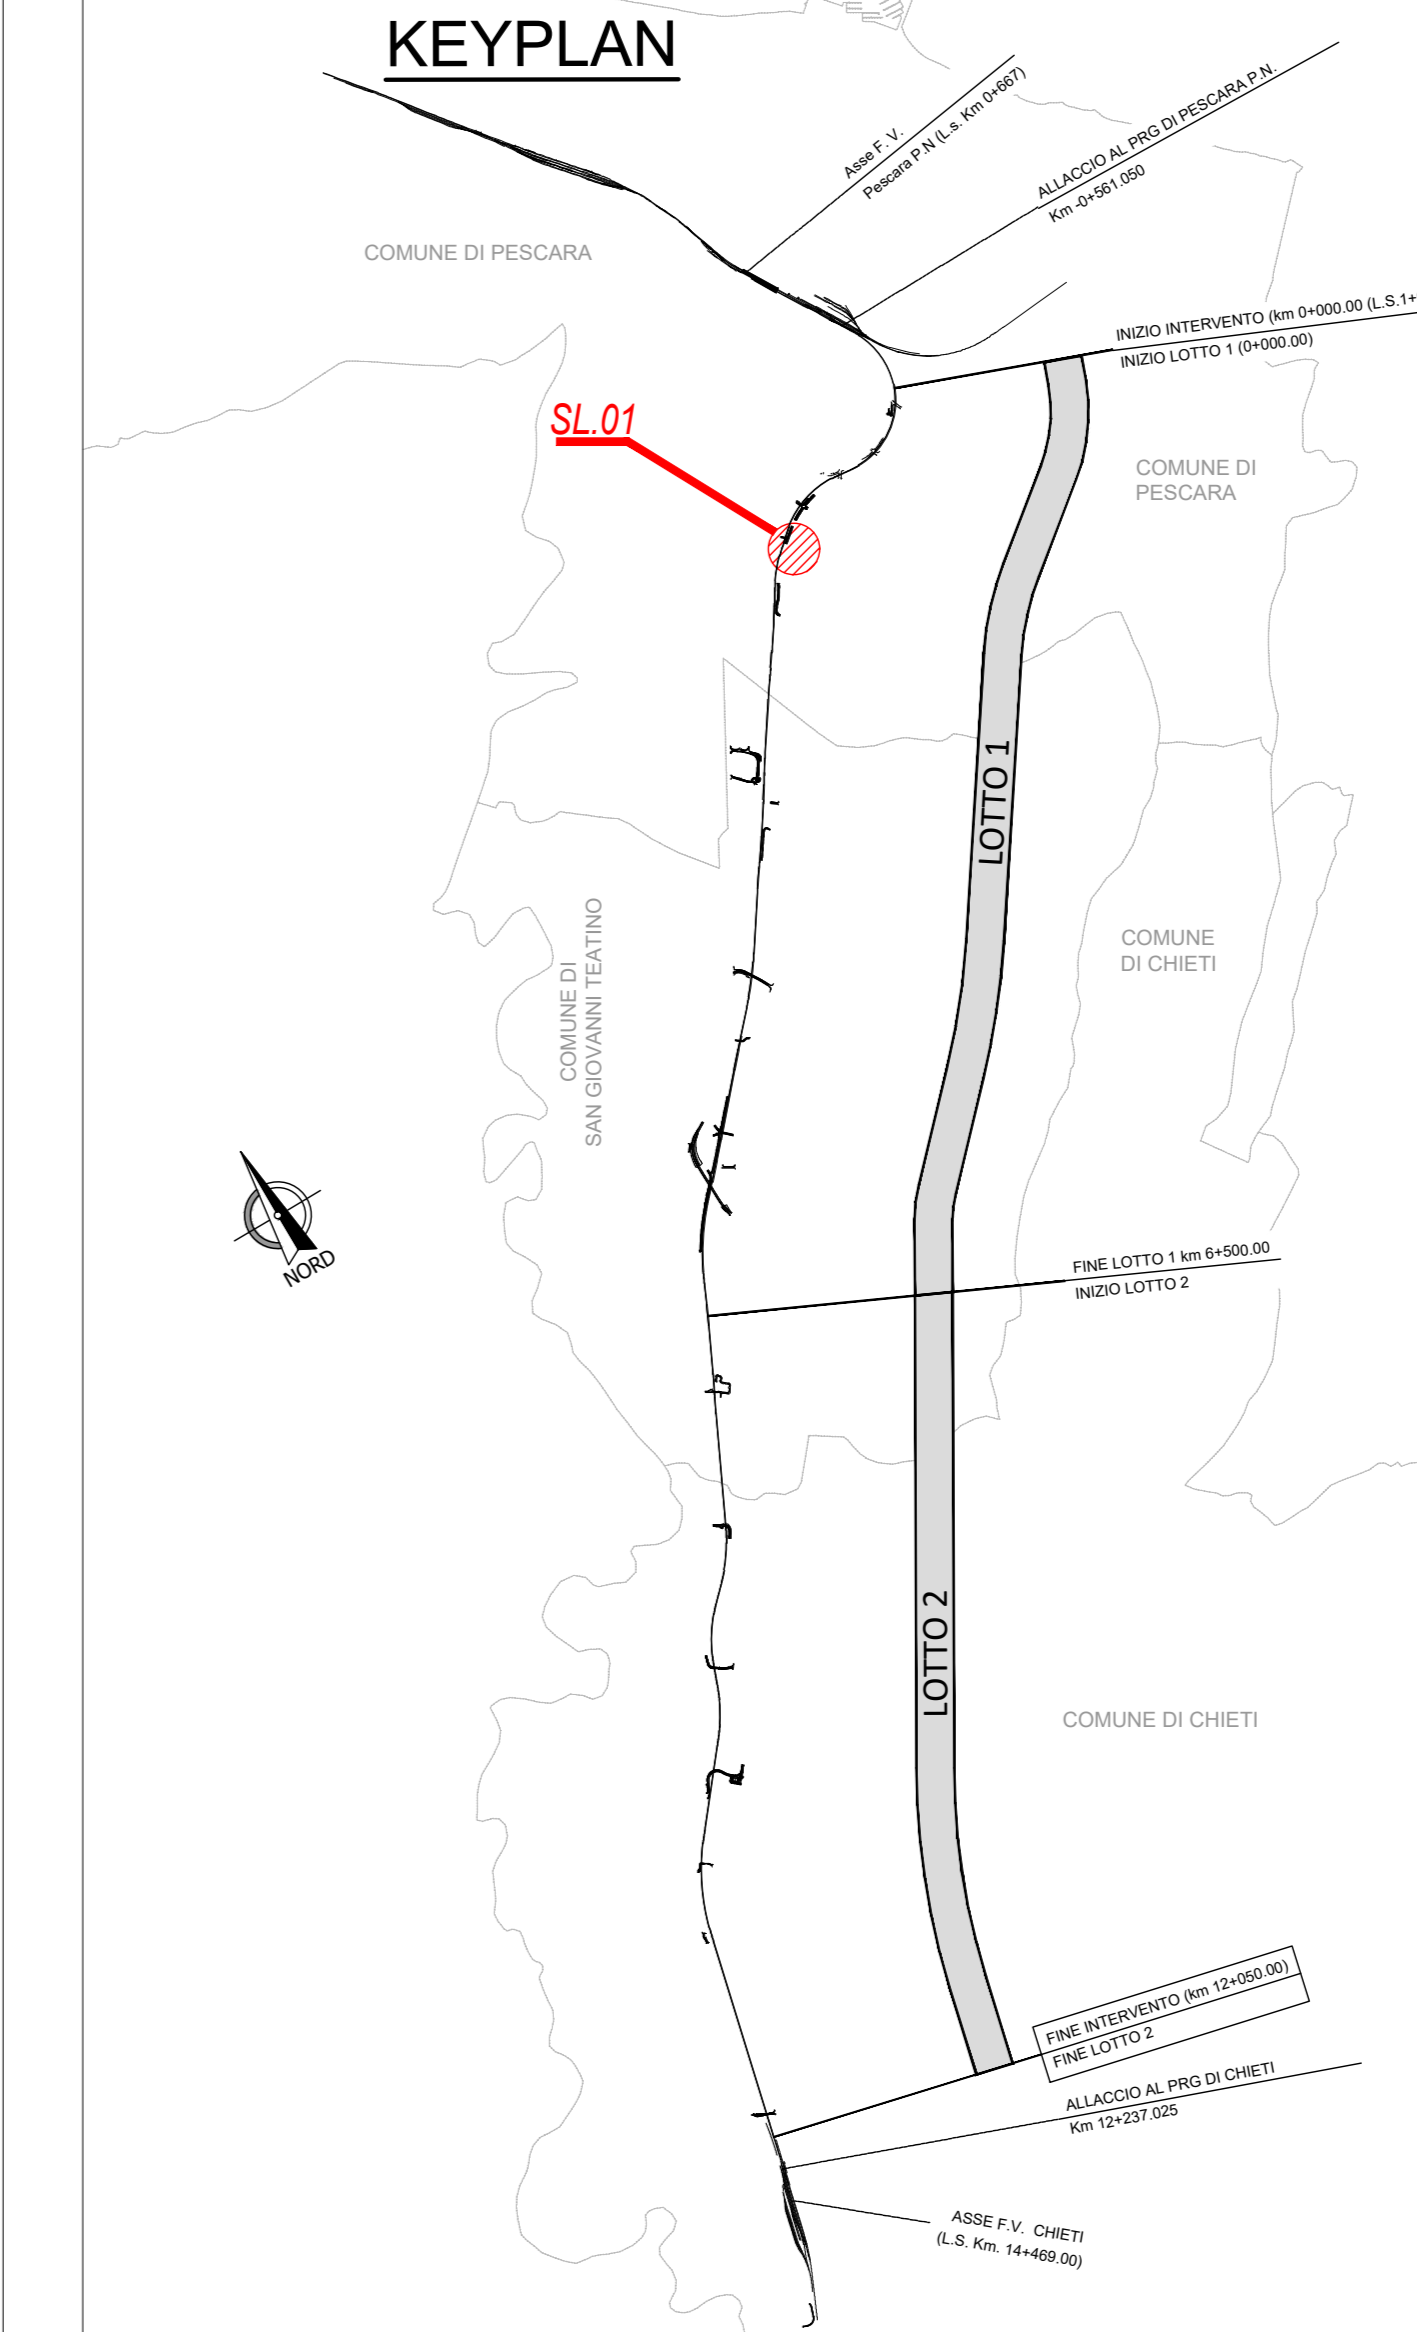 KEYPLAN
Asse F. V.
Pescara P.N (L.s. Km 0+667)
ALLACCIO AL PRG DI PESCARA P.N.
Km -0+561.050
COMUNE DI PESCARA
INIZIO INTERVENTO (km 0+000.00 (L.S.1+
INIZIO LOTTO 1 (0+000.00)
SL.01
COMUNE DI
PESCARA
LOTTO 1
COMUNE DI
SAN GIOVANNI TEATINO
COMUNE
DI CHIETI
NORD
FINE LOTTO 1 km 6+500.00
INIZIO LOTTO 2
LOTTO 2
COMUNE DI CHIETI
FINE INTERVENTO (km 12+050.00)
FINE LOTTO 2
ALLACCIO AL PRG DI CHIETI
Km 12+237.025
ASSE F.V. CHIETI
(L.S. Km. 14+469.00)